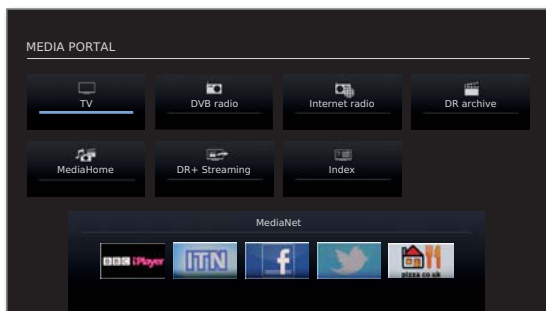 MEDIA PORTAL
TV
DVB radio
Internet radio
DR archive
MediaHome
DR+ Streaming
Index
MediaNet
BBC iPlayer
ITN
f
pizza co uk